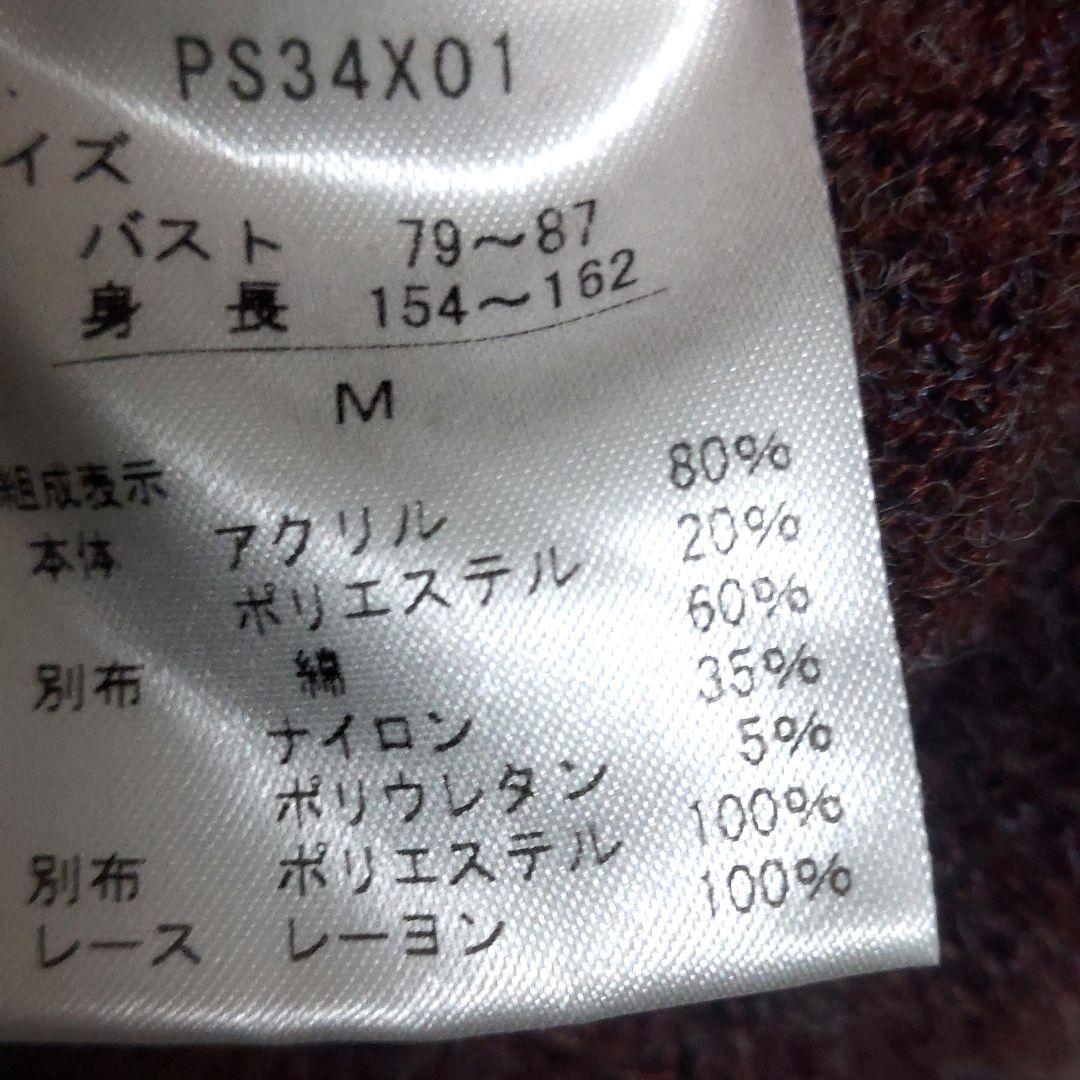 PS34X01
イズ
バスト 79～87
身長 154～162
M
組成表示
本体 アクリル 80%
ポリエステル 20%
別布 綿 60%
ナイロン 35%
ポリウレタン 5%
別布 ポリエステル 100%
レース レーヨン 100%